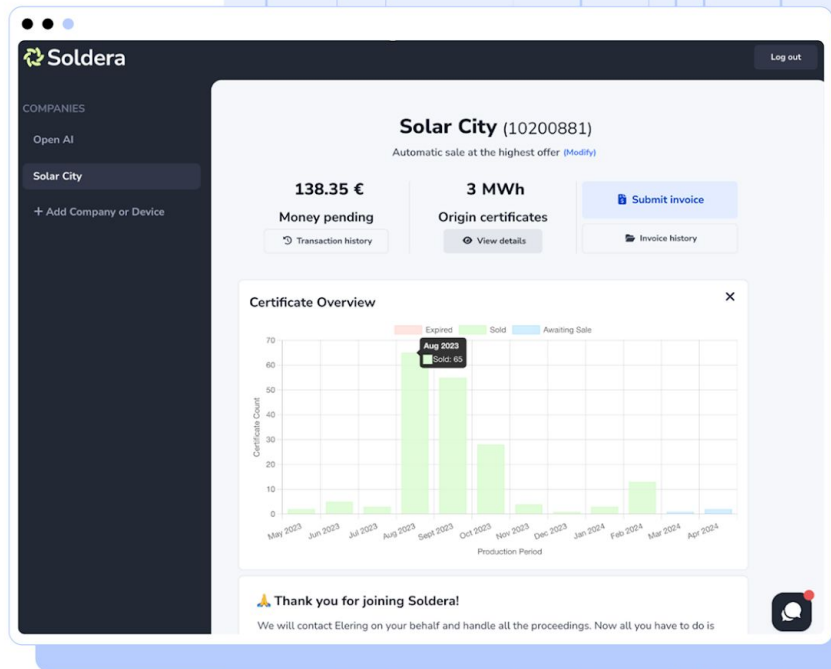 Soldera
Log out
COMPANIES
Open AI
Solar City
+ Add Company or Device
Solar City (10200881)
Automatic sale at the highest offer (Modify)
138.35 €
Money pending
Transaction history
3 MWh
Origin certificates
View details
Submit invoice
Invoice history
Certificate Overview
Expired Sold Awaiting Sale
Aug 2023
Sold: 65
Certificate Count
70
60
50
40
30
20
10
0
May 2023 Jun 2023 Jul 2023 Aug 2023 Sept 2023 Oct 2023 Nov 2023 Dec 2023 Jan 2024 Feb 2024 Mar 2024 Apr 2024
Production Period
🙏 Thank you for joining Soldera!
We will contact Elering on your behalf and handle all the proceedings. Now all you have to do is